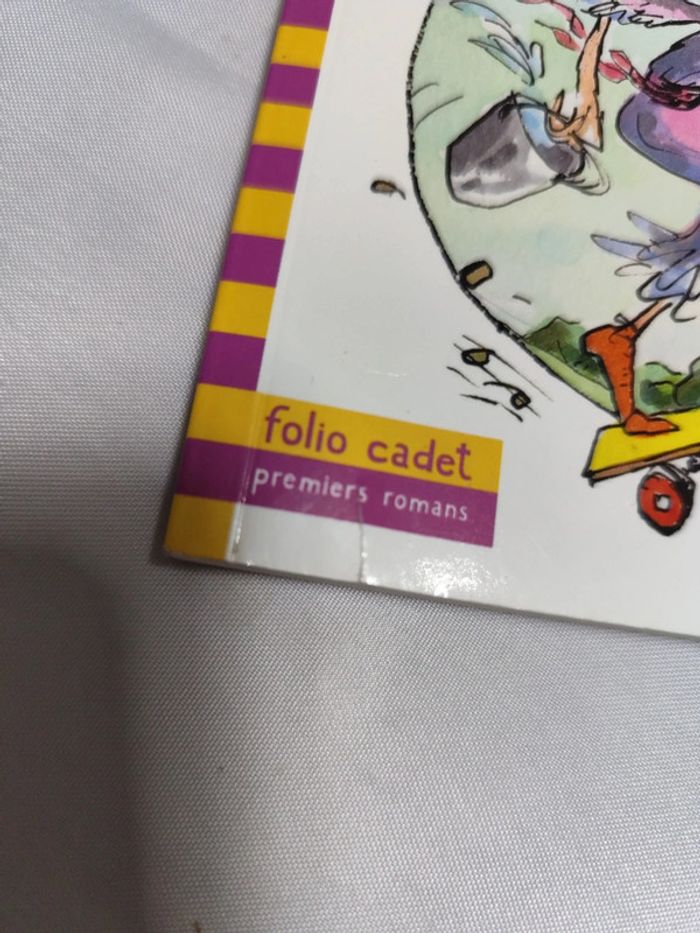 folio cadet
premiers romans